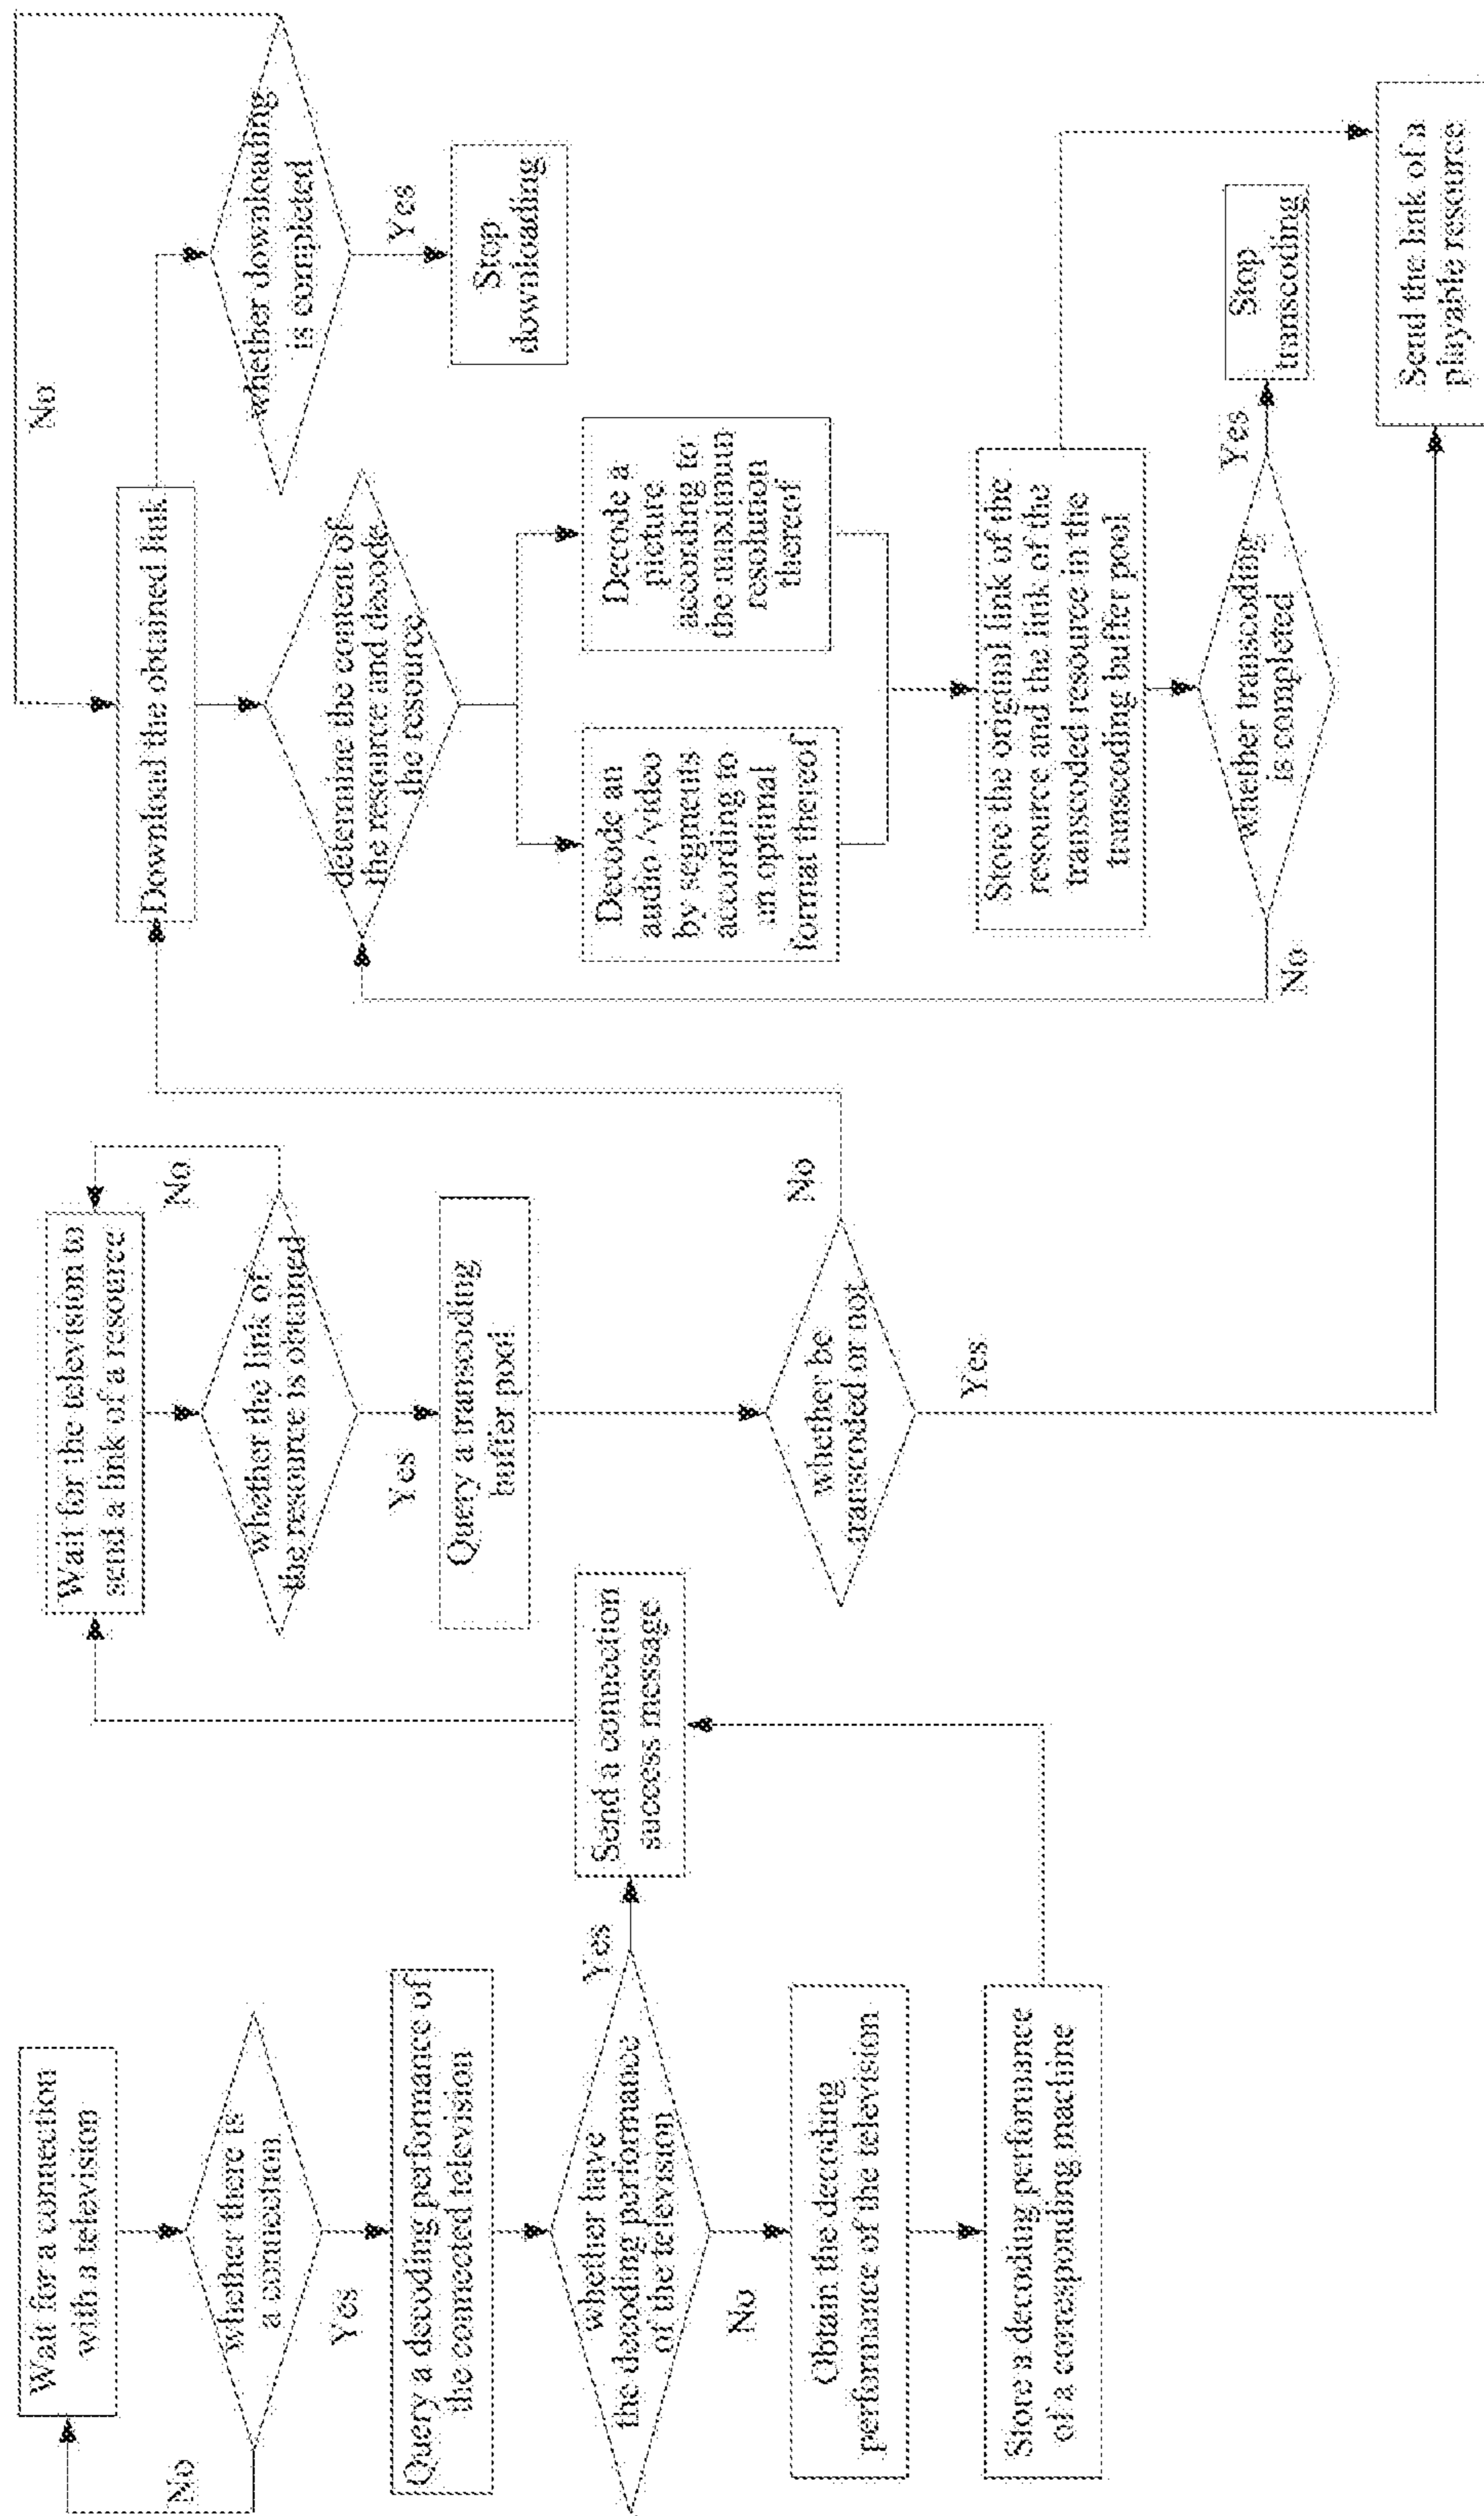 Wait for a connection
with a television
No
whether there is
a connection
Yes
Query a decoding performance of
the connected television
whether have
the decoding performance
of the television
Yes
No
Obtain the decoding
performance of the television
Store a decoding performance
of a corresponding machine
Send a connection
success message
Wait for the television to
send a link of a resource
No
whether the link of
the resource is obtained
Yes
Query a transcoding
buffer pool
whether be
transcoded or not
No
Yes
Download the obtained link
No
whether downloading
is completed
Yes
Stop
downloading
determine the content of
the resource and decode
the resource
Decode an
audio /video
by segments
according to
an optimal
format thereof
Decode a
picture
according to
the maximum
resolution
thereof
Store the original link of the
resource and the link of the
transcoded resource in the
transcoding buffer pool
whether transcoding
is completed
No
Yes
Stop
transcoding
Send the link of a
playable resource